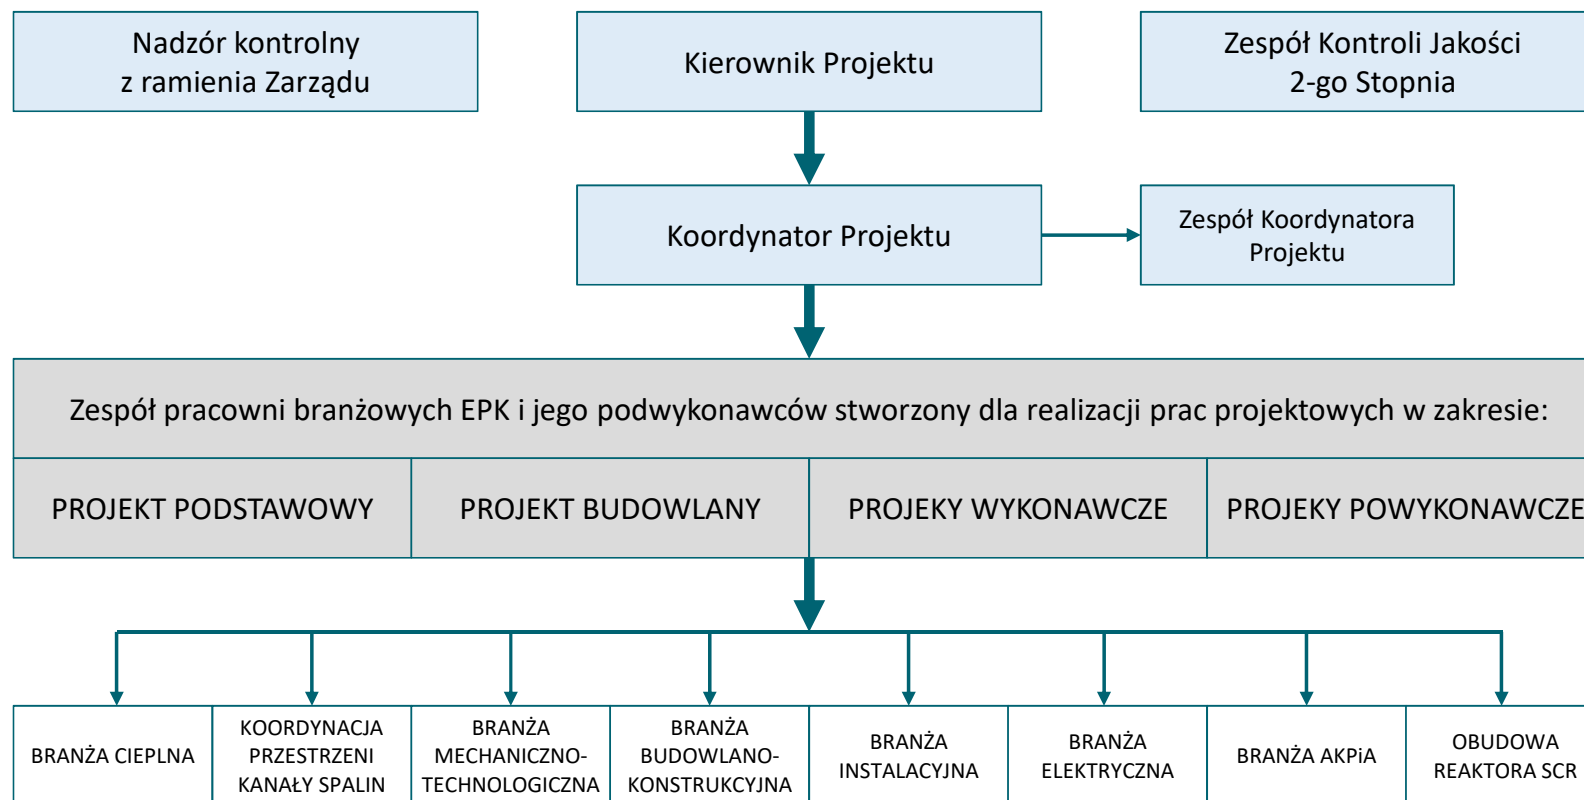 Nadzór kontrolny
z ramienia Zarządu
Kierownik Projektu
Zespół Kontroli Jakości
2-go Stopnia
Koordynator Projektu
Zespół Koordynatora
Projektu
Zespół pracowni branżowych EPK i jego podwykonawców stworzony dla realizacji prac projektowych w zakresie:
PROJEKT PODSTAWOWY
PROJEKT BUDOWLANY
PROJEKY WYKONAWCZE
PROJEKY POWYKONAWCZE
BRANŻA CIEPLNA
KOORDYNACJA
PRZESTRZENI
KANAŁY SPALIN
BRANŻA
MECHANICZNO-
TECHNOLOGICZNA
BRANŻA
BUDOWLANO-
KONSTRUKCYJNA
BRANŻA
INSTALACYJNA
BRANŻA
ELEKTRYCZNA
BRANŻA AKPiA
OBUDOWA
REAKTORA SCR